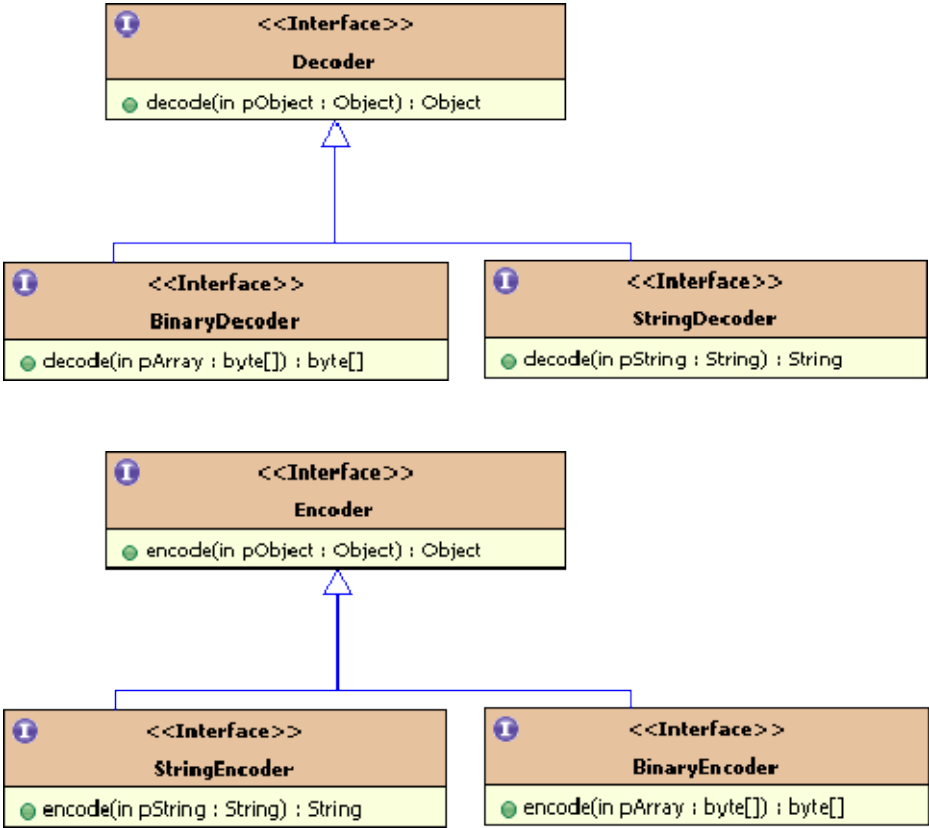 I
<<Interface>>
Decoder
decode(in pObject : Object) : Object
I
<<Interface>>
BinaryDecoder
decode(in pArray : byte[]) : byte[]
I
<<Interface>>
StringDecoder
decode(in pString : String) : String
I
<<Interface>>
Encoder
encode(in pObject : Object) : Object
I
<<Interface>>
StringEncoder
encode(in pString : String) : String
I
<<Interface>>
BinaryEncoder
encode(in pArray : byte[]) : byte[]